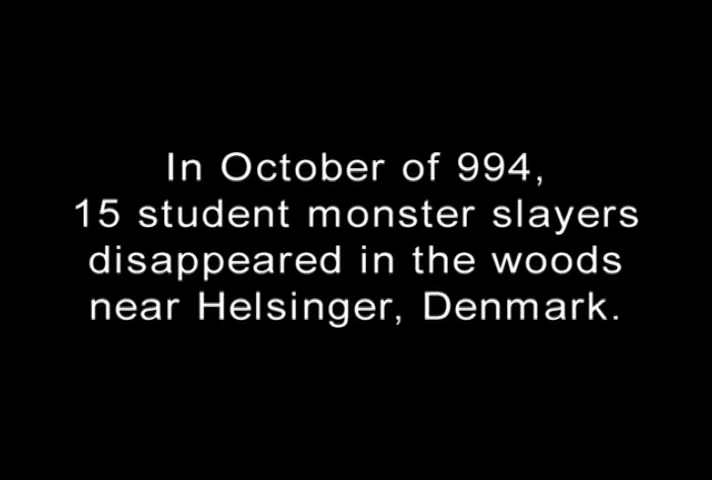 In October of 994,
15 student monster slayers
disappeared in the woods
near Helsinger, Denmark.